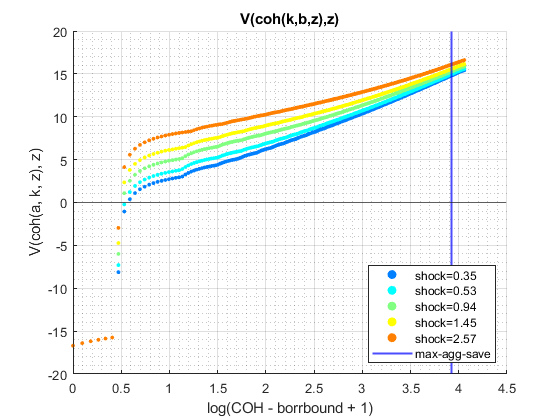 V(coh(k,b,z),z)
V(coh(a, k, z), z)
20
15
10
5
0
-5
-10
-15
-20
shock=0.35
shock=0.53
shock=0.94
shock=1.45
shock=2.57
max-agg-save
0
0.5
1
1.5
2
2.5
3
3.5
4
4.5
log(COH - borrbound + 1)